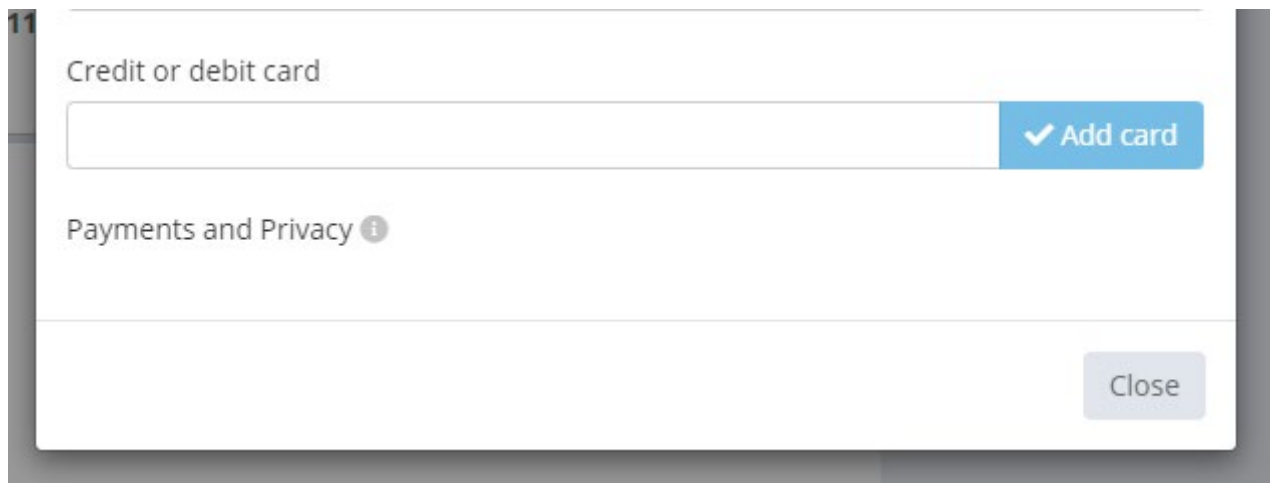 11
Credit or debit card
Add card
Payments and Privacy
Close